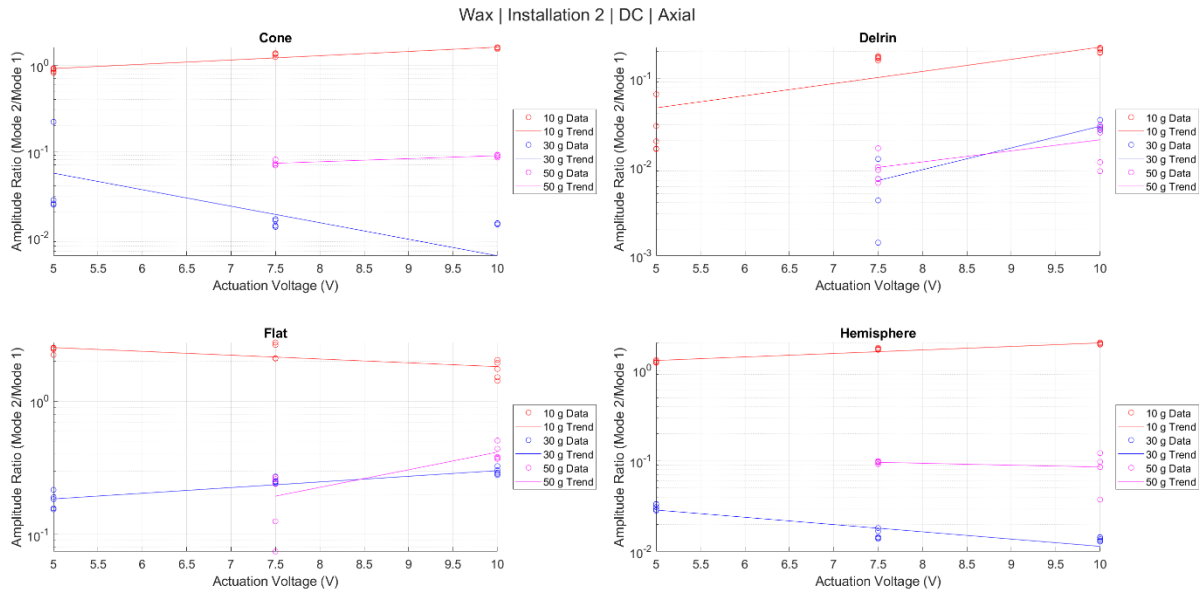 Wax | Installation 2 | DC | Axial
Cone
Amplitude Ratio (Mode 2/Mode 1)
10^0
10^-1
10^-2
5 5.5 6 6.5 7 7.5 8 8.5 9 9.5 10
Actuation Voltage (V)
10 g Data
10 g Trend
30 g Data
30 g Trend
50 g Data
50 g Trend
Delrin
Amplitude Ratio (Mode 2/Mode 1)
10^-1
10^-2
10^-3
5 5.5 6 6.5 7 7.5 8 8.5 9 9.5 10
Actuation Voltage (V)
10 g Data
10 g Trend
30 g Data
30 g Trend
50 g Data
50 g Trend
Flat
Amplitude Ratio (Mode 2/Mode 1)
10^0
10^-1
5 5.5 6 6.5 7 7.5 8 8.5 9 9.5 10
Actuation Voltage (V)
10 g Data
10 g Trend
30 g Data
30 g Trend
50 g Data
50 g Trend
Hemisphere
Amplitude Ratio (Mode 2/Mode 1)
10^0
10^-1
10^-2
5 5.5 6 6.5 7 7.5 8 8.5 9 9.5 10
Actuation Voltage (V)
10 g Data
10 g Trend
30 g Data
30 g Trend
50 g Data
50 g Trend